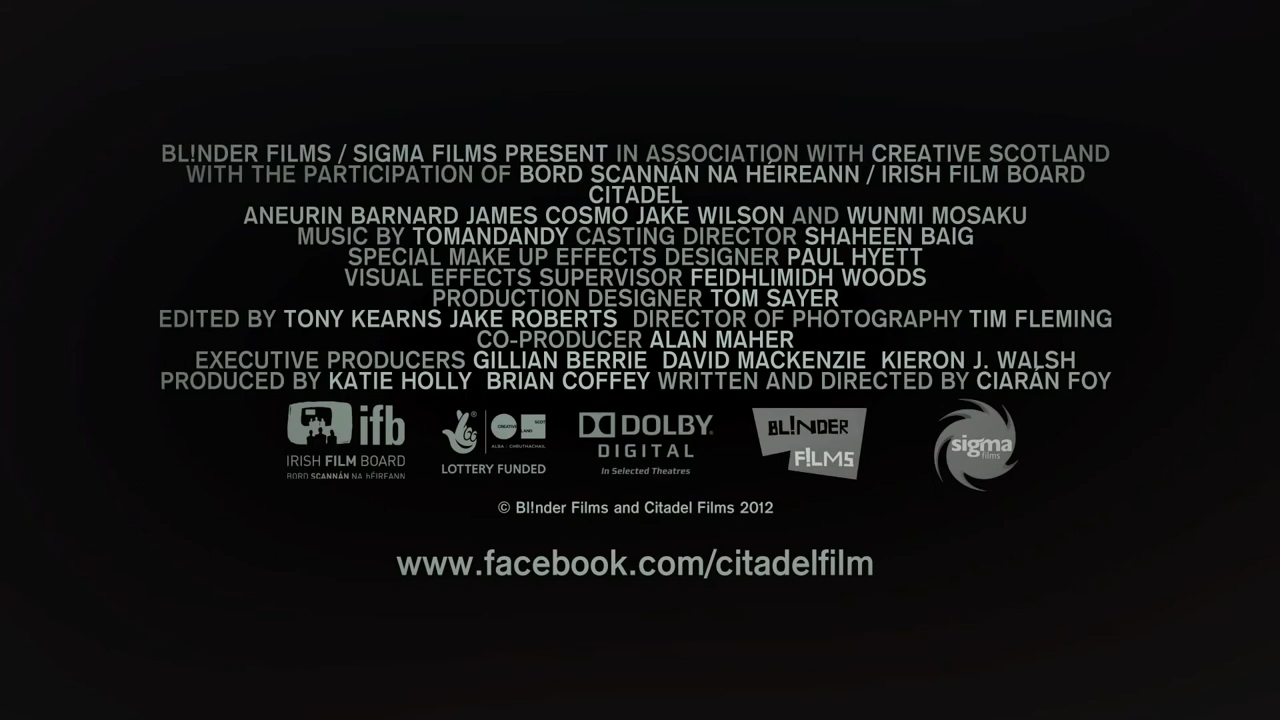 BL!NDER FILMS / SIGMA FILMS PRESENT IN ASSOCIATION WITH CREATIVE SCOTLAND
WITH THE PARTICIPATION OF BORD SCANNÁN NA HÉIREANN / IRISH FILM BOARD
CITADEL
ANEURIN BARNARD JAMES COSMO JAKE WILSON AND WUNMI MOSAKU
MUSIC BY TOMANDANDY CASTING DIRECTOR SHAHEEN BAIG
SPECIAL MAKE UP EFFECTS DESIGNER PAUL HYETT
VISUAL EFFECTS SUPERVISOR FEIDHLIMIDH WOODS
PRODUCTION DESIGNER TOM SAYER
EDITED BY TONY KEARNS JAKE ROBERTS DIRECTOR OF PHOTOGRAPHY TIM FLEMING
CO-PRODUCER ALAN MAHER
EXECUTIVE PRODUCERS GILLIAN BERRIE DAVID MACKENZIE KIERON J. WALSH
PRODUCED BY KATIE HOLLY BRIAN COFFEY WRITTEN AND DIRECTED BY CIARÁN FOY
ifb
IRISH FILM BOARD
BORD SCANNÁN NA hÉIREANN
CREATIVE SCOTLAND
ALBA · CHRUTHACHAIL
LOTTERY FUNDED
DOLBY
DIGITAL
In Selected Theatres
BL!NDER
F!LMS
sigma
films
© Bl!nder Films and Citadel Films 2012
www.facebook.com/citadelfilm